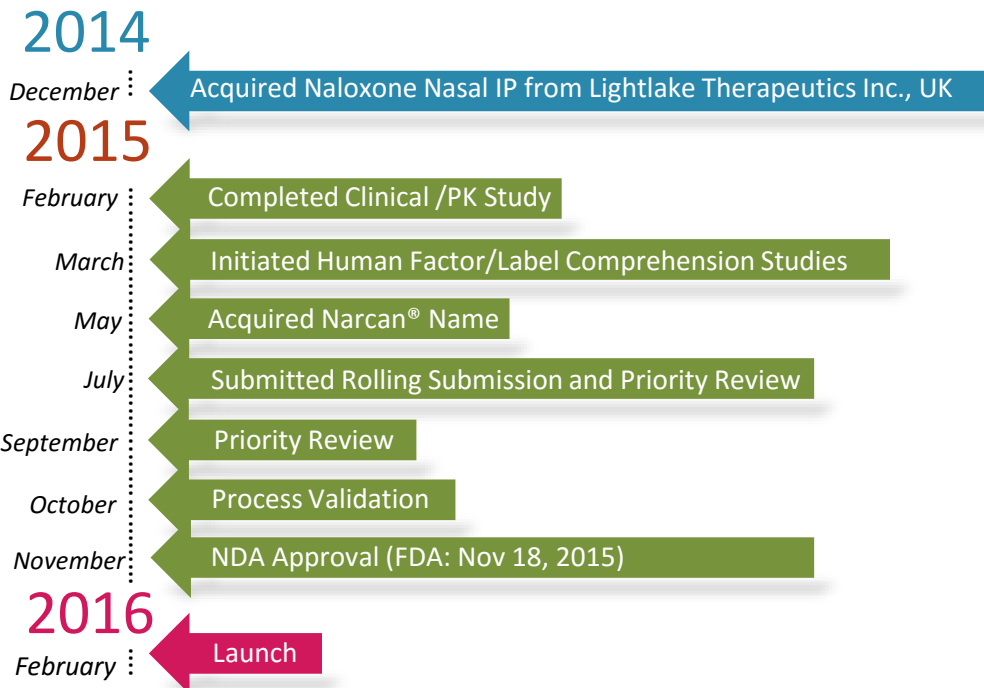 2014
December
Acquired Naloxone Nasal IP from Lightlake Therapeutics Inc., UK
2015
February
Completed Clinical /PK Study
March
Initiated Human Factor/Label Comprehension Studies
May
Acquired Narcan® Name
July
Submitted Rolling Submission and Priority Review
September
Priority Review
October
Process Validation
November
NDA Approval (FDA: Nov 18, 2015)
2016
February
Launch